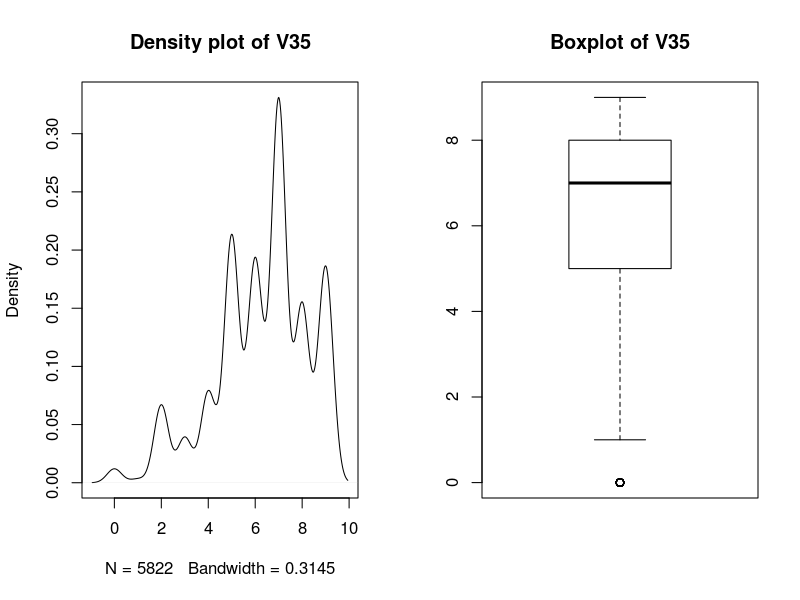 Density plot of V35
Density
0.00 0.05 0.10 0.15 0.20 0.25 0.30
0 2 4 6 8 10
N = 5822   Bandwidth = 0.3145
Boxplot of V35
0 2 4 6 8